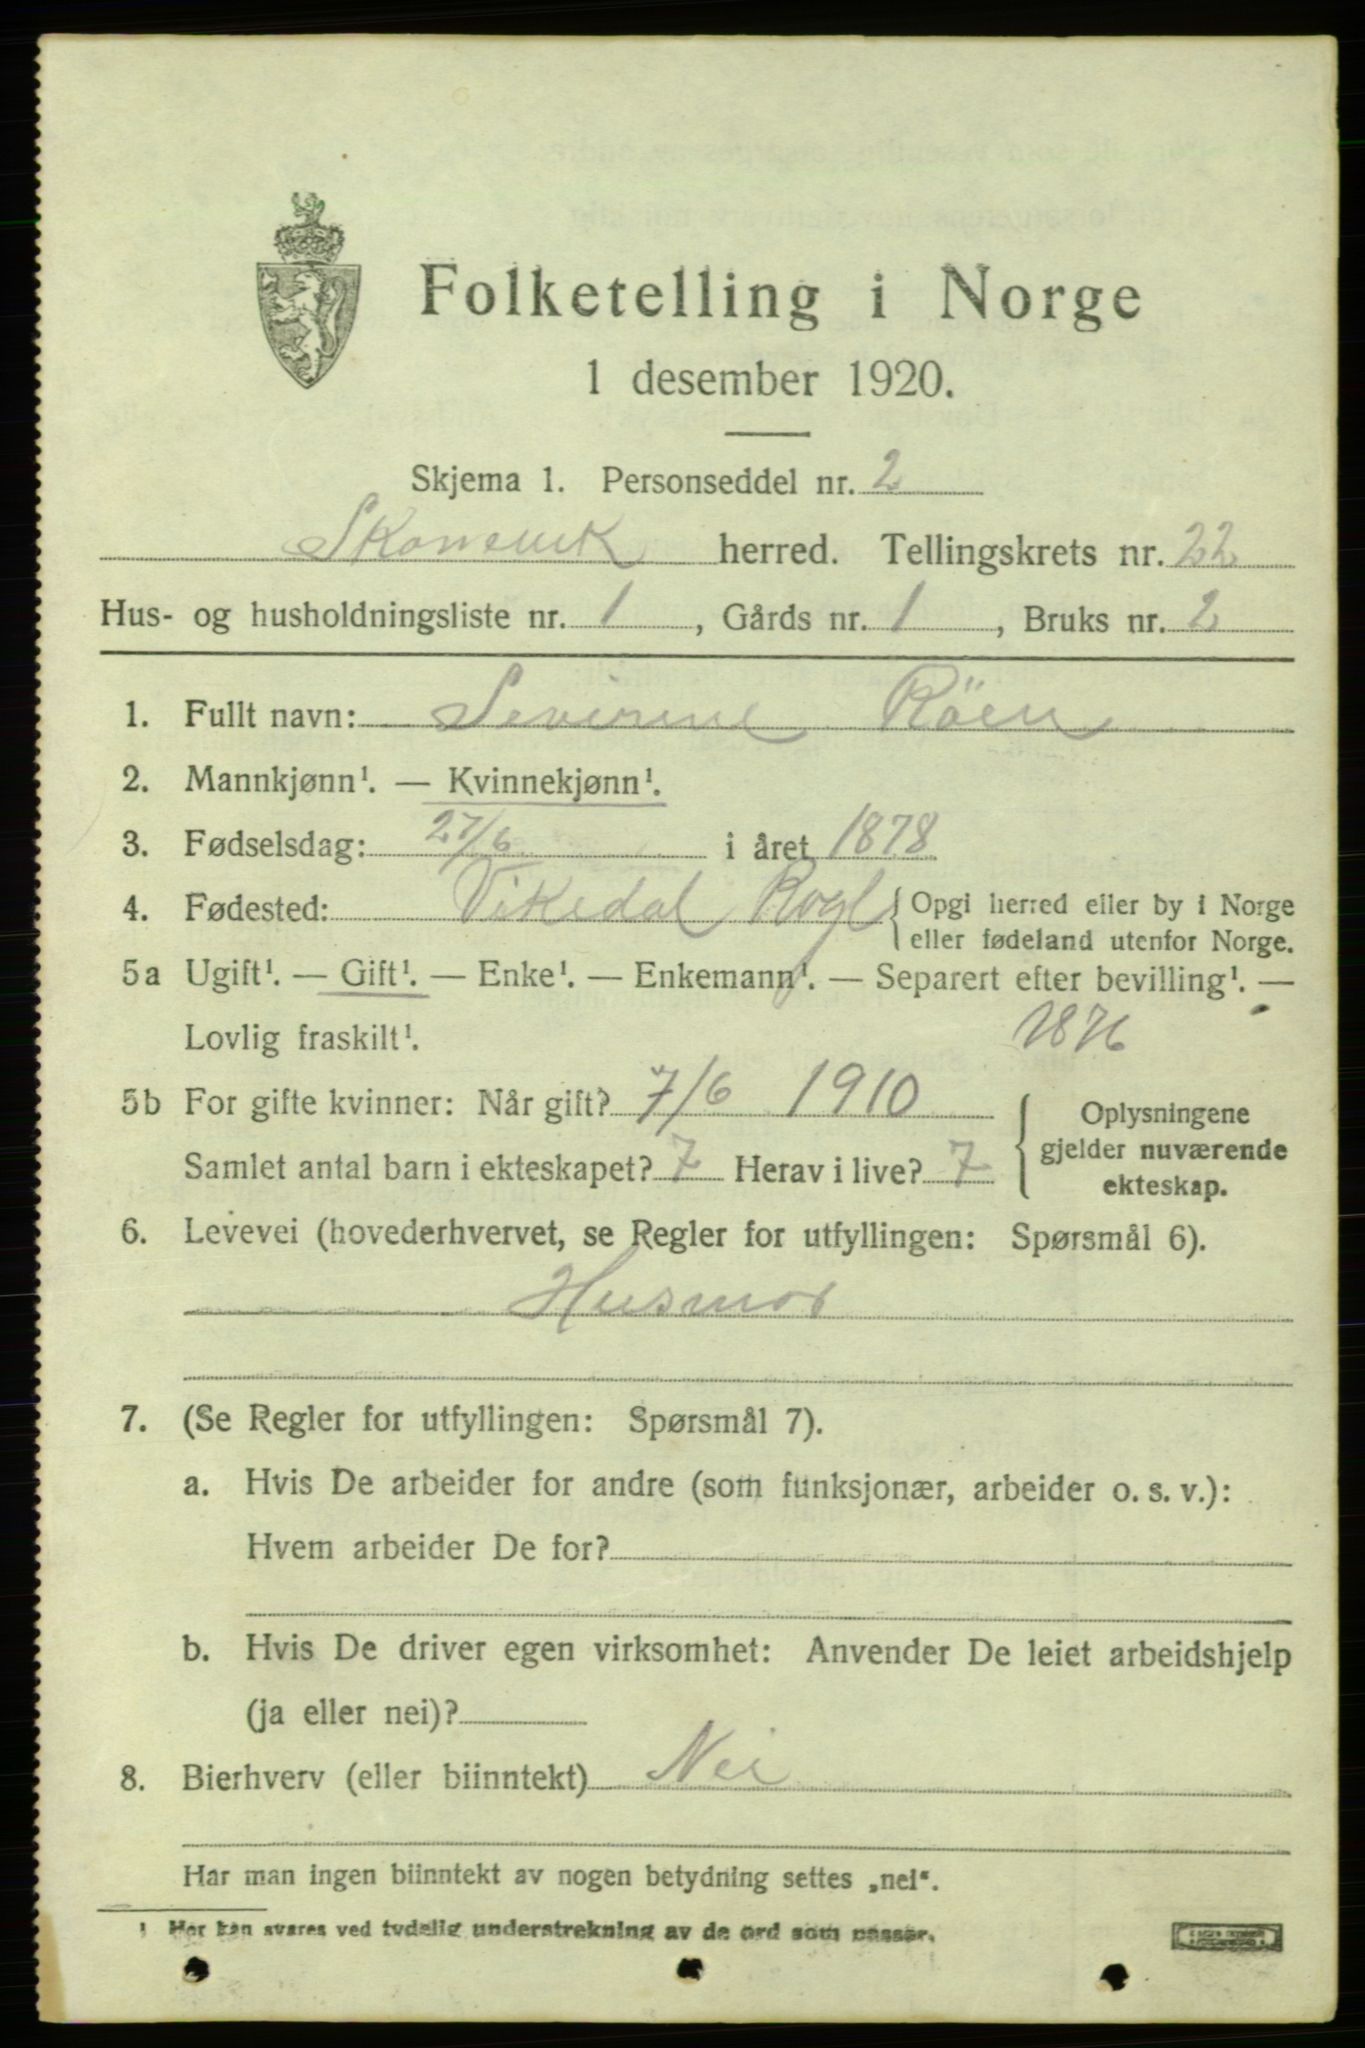 Folketelling i Norge
1 desember 1920.
Skjema 1. Personseddel nr. 2
Skanevik herred. Tellingskrets nr. 22
Hus- og husholdningsliste nr. 1, Gårds nr. 1, Bruks nr. 2
1. Fullt navn: Severine Röen
2. Mannkjønn¹. — Kvinnekjønn¹.
3. Fødselsdag: 27/6 i året 1878
4. Fødested: Vikedal Rogl { Opgi herred eller by i Norge
eller fødeland utenfor Norge.
5a Ugift¹. — Gift¹. — Enke¹. — Enkemann¹. — Separert efter bevilling¹. —
Lovlig fraskilt¹. 1876
5b For gifte kvinner: Når gift? 7/6 1910
Samlet antal barn i ekteskapet? 7 Herav i live? 7
{ Oplysningene
gjelder nuværende
ekteskap.
6. Levevei (hovederhvervet, se Regler for utfyllingen: Spørsmål 6).
Husmor
7. (Se Regler for utfyllingen: Spørsmål 7).
a. Hvis De arbeider for andre (som funksjonær, arbeider o. s. v.):
Hvem arbeider De for?
b. Hvis De driver egen virksomhet: Anvender De leiet arbeidshjelp
(ja eller nei)?
8. Bierhverv (eller biinntekt) Nei
Har man ingen biinntekt av nogen betydning settes „nei“.
1 Her kan svares ved tydelig understrekning av de ord som passer.